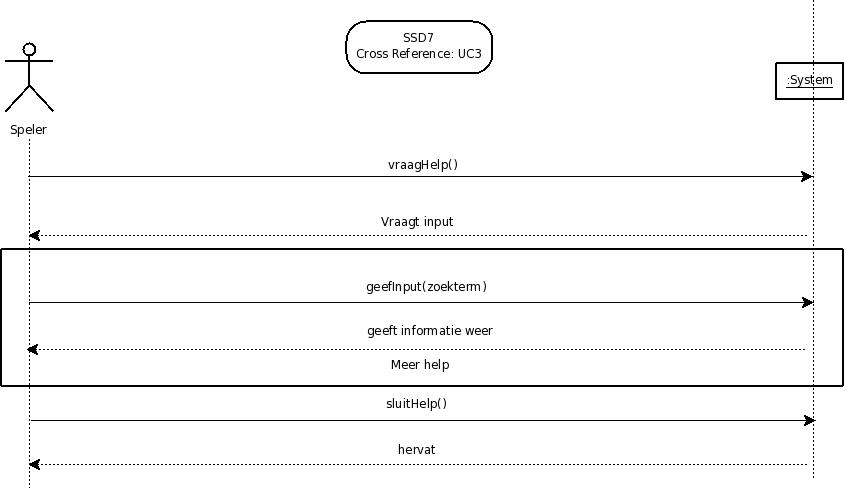 SSD7
Cross Reference: UC3
:System
Speler
vraagHelp()
Vraagt input
geefInput(zoekterm)
geeft informatie weer
Meer help
sluitHelp()
hervat